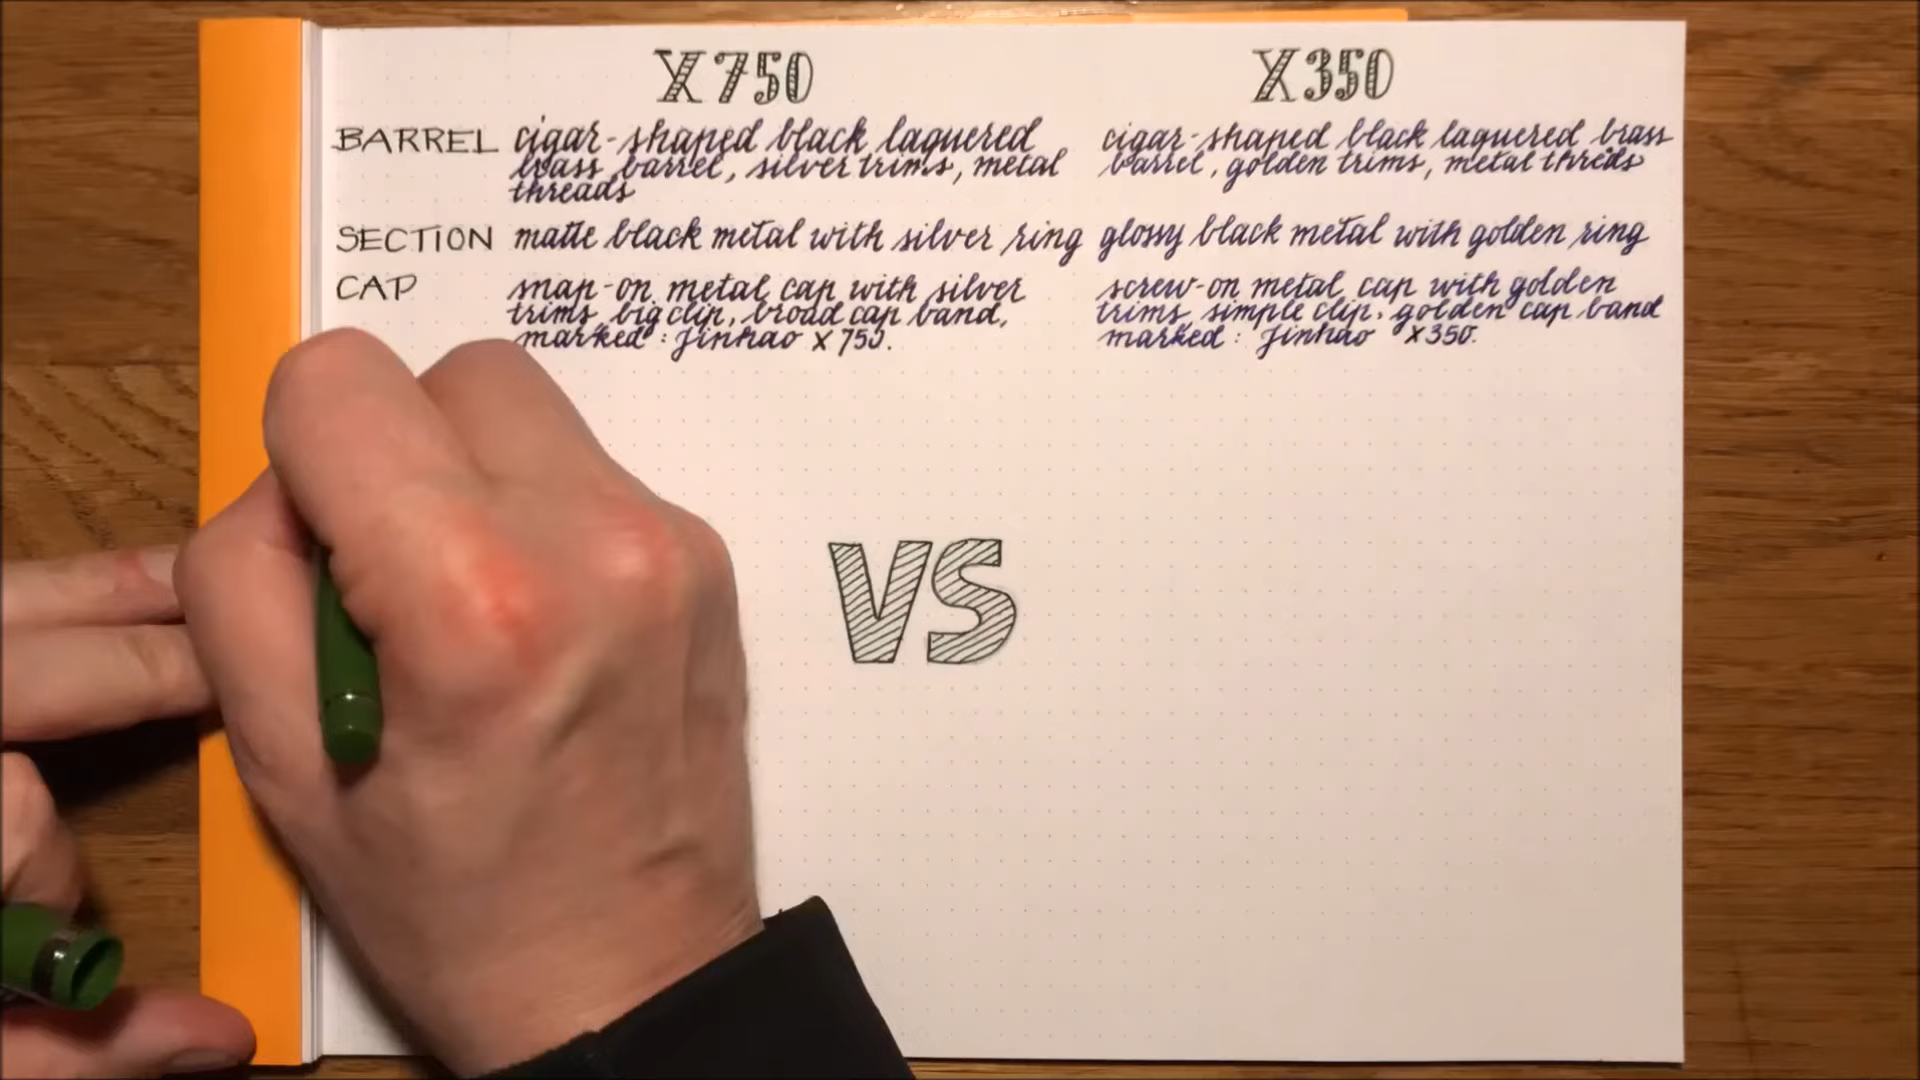 X750 X350
BARREL cigar-shaped black laquered cigar-shaped black laquered brass
brass barrel, silver trims, metal barrel, golden trims, metal threds
threads
SECTION matte black metal with silver ring glossy black metal with golden ring
CAP snap-on metal cap with silver screw-on metal cap with golden
trims, big clip, broad cap band, trims, simple clip, golden cap band
marked: Jinhao x750. marked: Jinhao x350.
VS